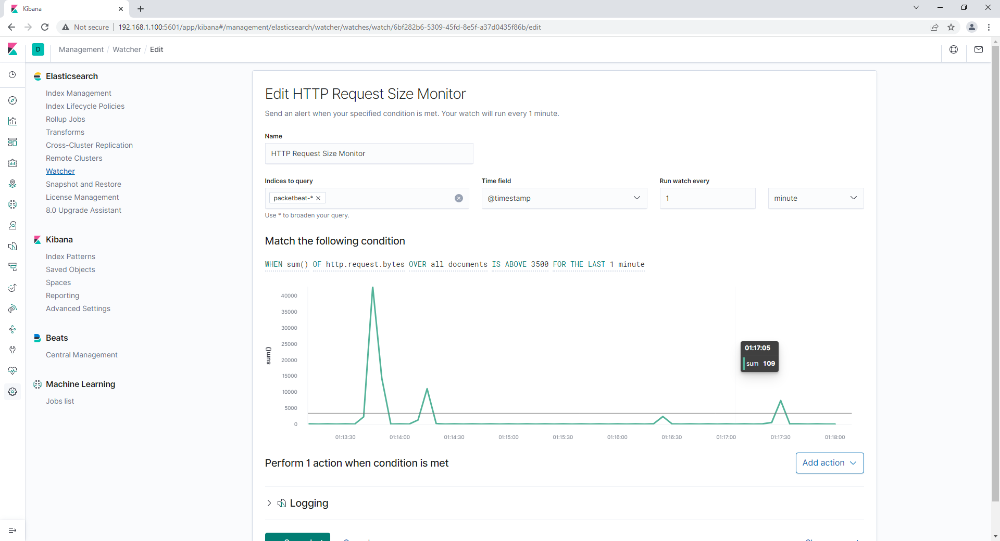 Kibana
Not secure
192.168.1.100:5601/app/kibana#/management/elasticsearch/watcher/watches/watch/6bf282b6-5309-45fd-8e5f-a37d0435f86b/edit
D
Management / Watcher / Edit
Elasticsearch
Index Management
Index Lifecycle Policies
Rollup Jobs
Transforms
Cross-Cluster Replication
Remote Clusters
Watcher
Snapshot and Restore
License Management
8.0 Upgrade Assistant
Kibana
Index Patterns
Saved Objects
Spaces
Reporting
Advanced Settings
Beats
Central Management
Machine Learning
Jobs list
Edit HTTP Request Size Monitor
Send an alert when your specified condition is met. Your watch will run every 1 minute.
Name
HTTP Request Size Monitor
Indices to query
packetbeat-*
Use * to broaden your query.
Time field
@timestamp
Run watch every
1
minute
Match the following condition
WHEN sum() OF http.request.bytes OVER all documents IS ABOVE 3500 FOR THE LAST 1 minute
sum()
40000
35000
30000
25000
20000
15000
10000
5000
0
01:17:05
sum 109
01:13:30 01:14:00 01:14:30 01:15:00 01:15:30 01:16:00 01:16:30 01:17:00 01:17:30 01:18:00
Perform 1 action when condition is met
Add action
Logging